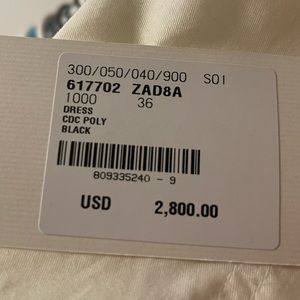 300/050/040/900 S01
617702 ZAD8A
1000 36
DRESS
CDC POLY
BLACK
809335240 - 9
USD 2,800.00